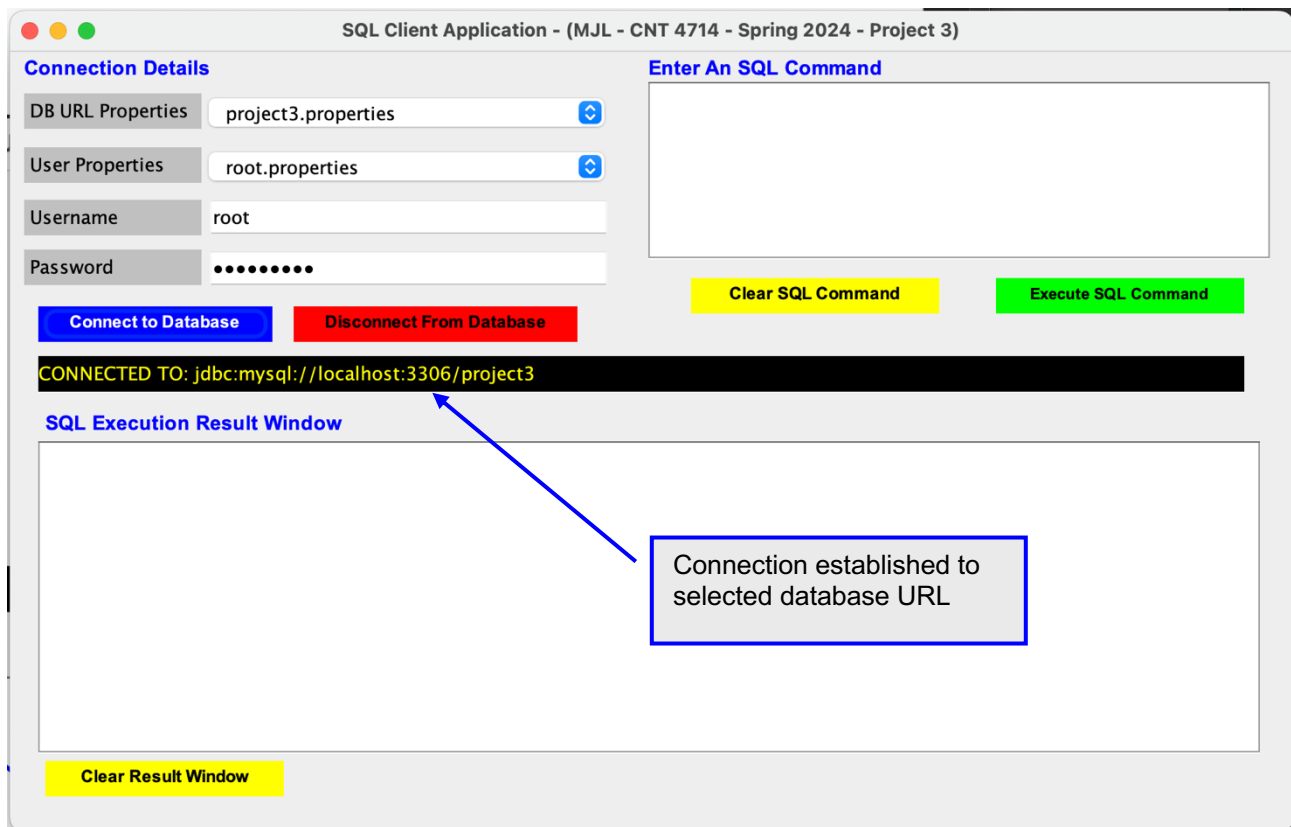 SQL Client Application - (MJL - CNT 4714 - Spring 2024 - Project 3)
Connection Details
DB URL Properties
project3.properties
User Properties
root.properties
Username
root
Password
•••••••••
Connect to Database
Disconnect From Database
Enter An SQL Command
Clear SQL Command
Execute SQL Command
CONNECTED TO: jdbc:mysql://localhost:3306/project3
SQL Execution Result Window
Connection established to
selected database URL
Clear Result Window